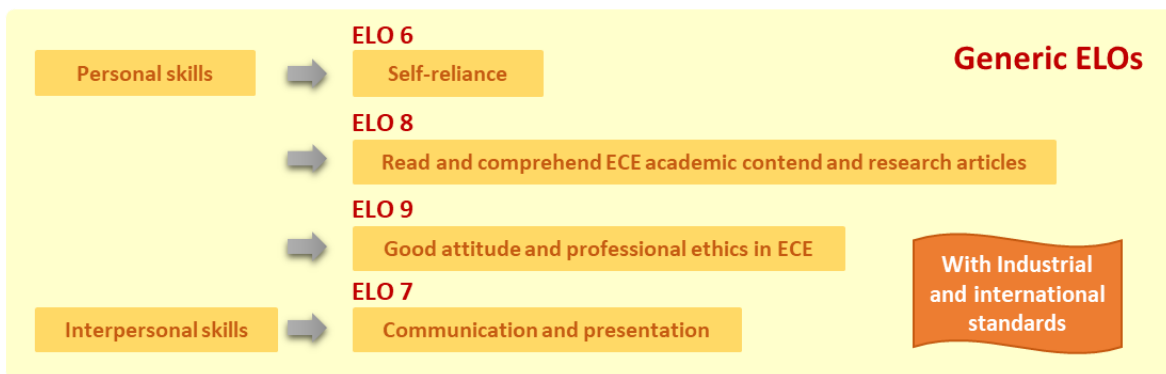 Generic ELOs
Personal skills
ELO 6
Self-reliance
ELO 8
Read and comprehend ECE academic contend and research articles
ELO 9
Good attitude and professional ethics in ECE
Interpersonal skills
ELO 7
Communication and presentation
With Industrial
and international
standards